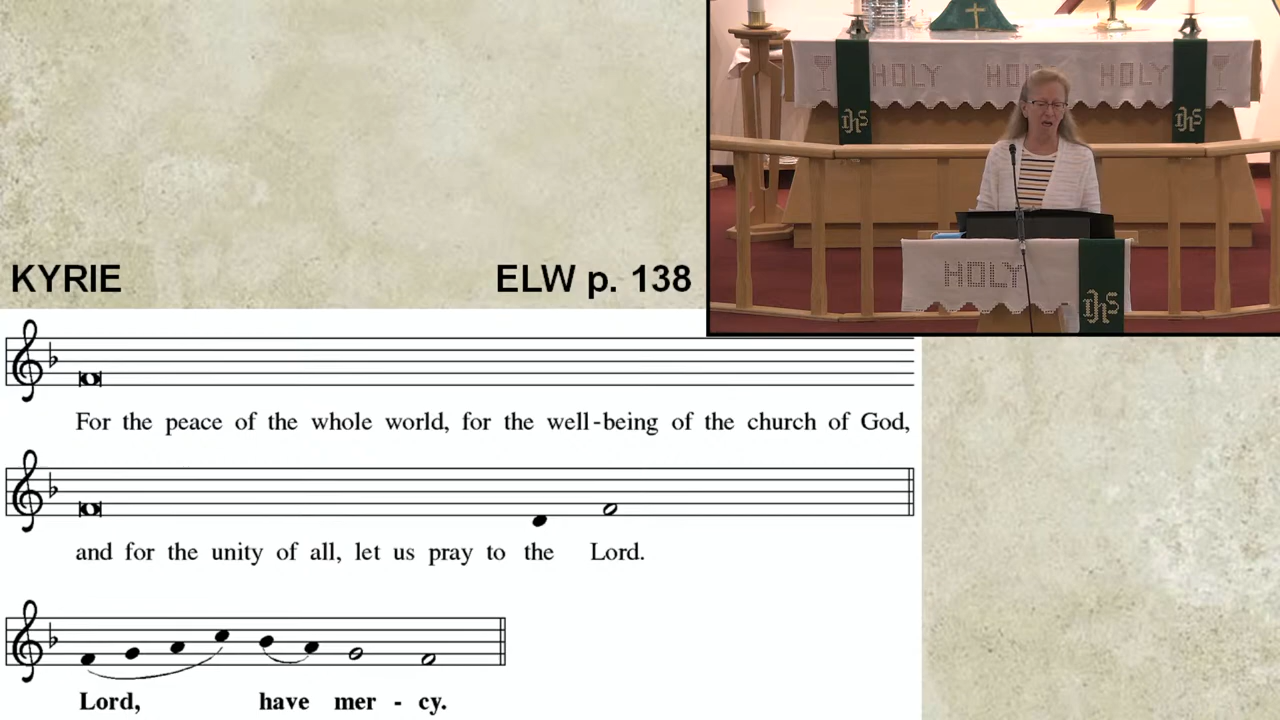 KYRIE ELW p. 138
HOLY HOLY HOLY
IHS IHS
HOLY
IHS
For the peace of the whole world, for the well-being of the church of God,
and for the unity of all, let us pray to the Lord.
Lord, have mer - cy.